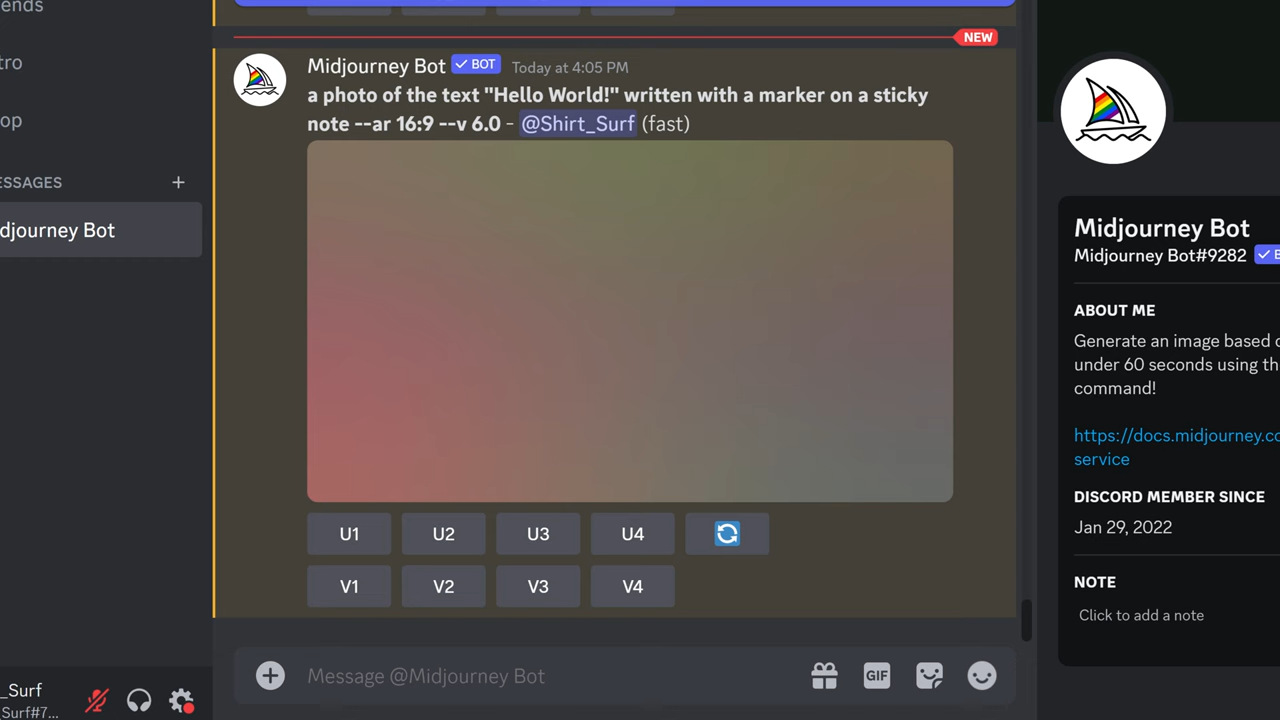 ends
tro
op
ESSAGES +
djourney Bot
_Surf
_Surf#7...
NEW
Midjourney Bot ✓ BOT Today at 4:05 PM
a photo of the text "Hello World!" written with a marker on a sticky
note --ar 16:9 --v 6.0 - @Shirt_Surf (fast)
U1 U2 U3 U4
V1 V2 V3 V4
Message @Midjourney Bot
GIF
Midjourney Bot
Midjourney Bot#9282 ✓
ABOUT ME
Generate an image based
under 60 seconds using th
command!
https://docs.midjourney.co
service
DISCORD MEMBER SINCE
Jan 29, 2022
NOTE
Click to add a note